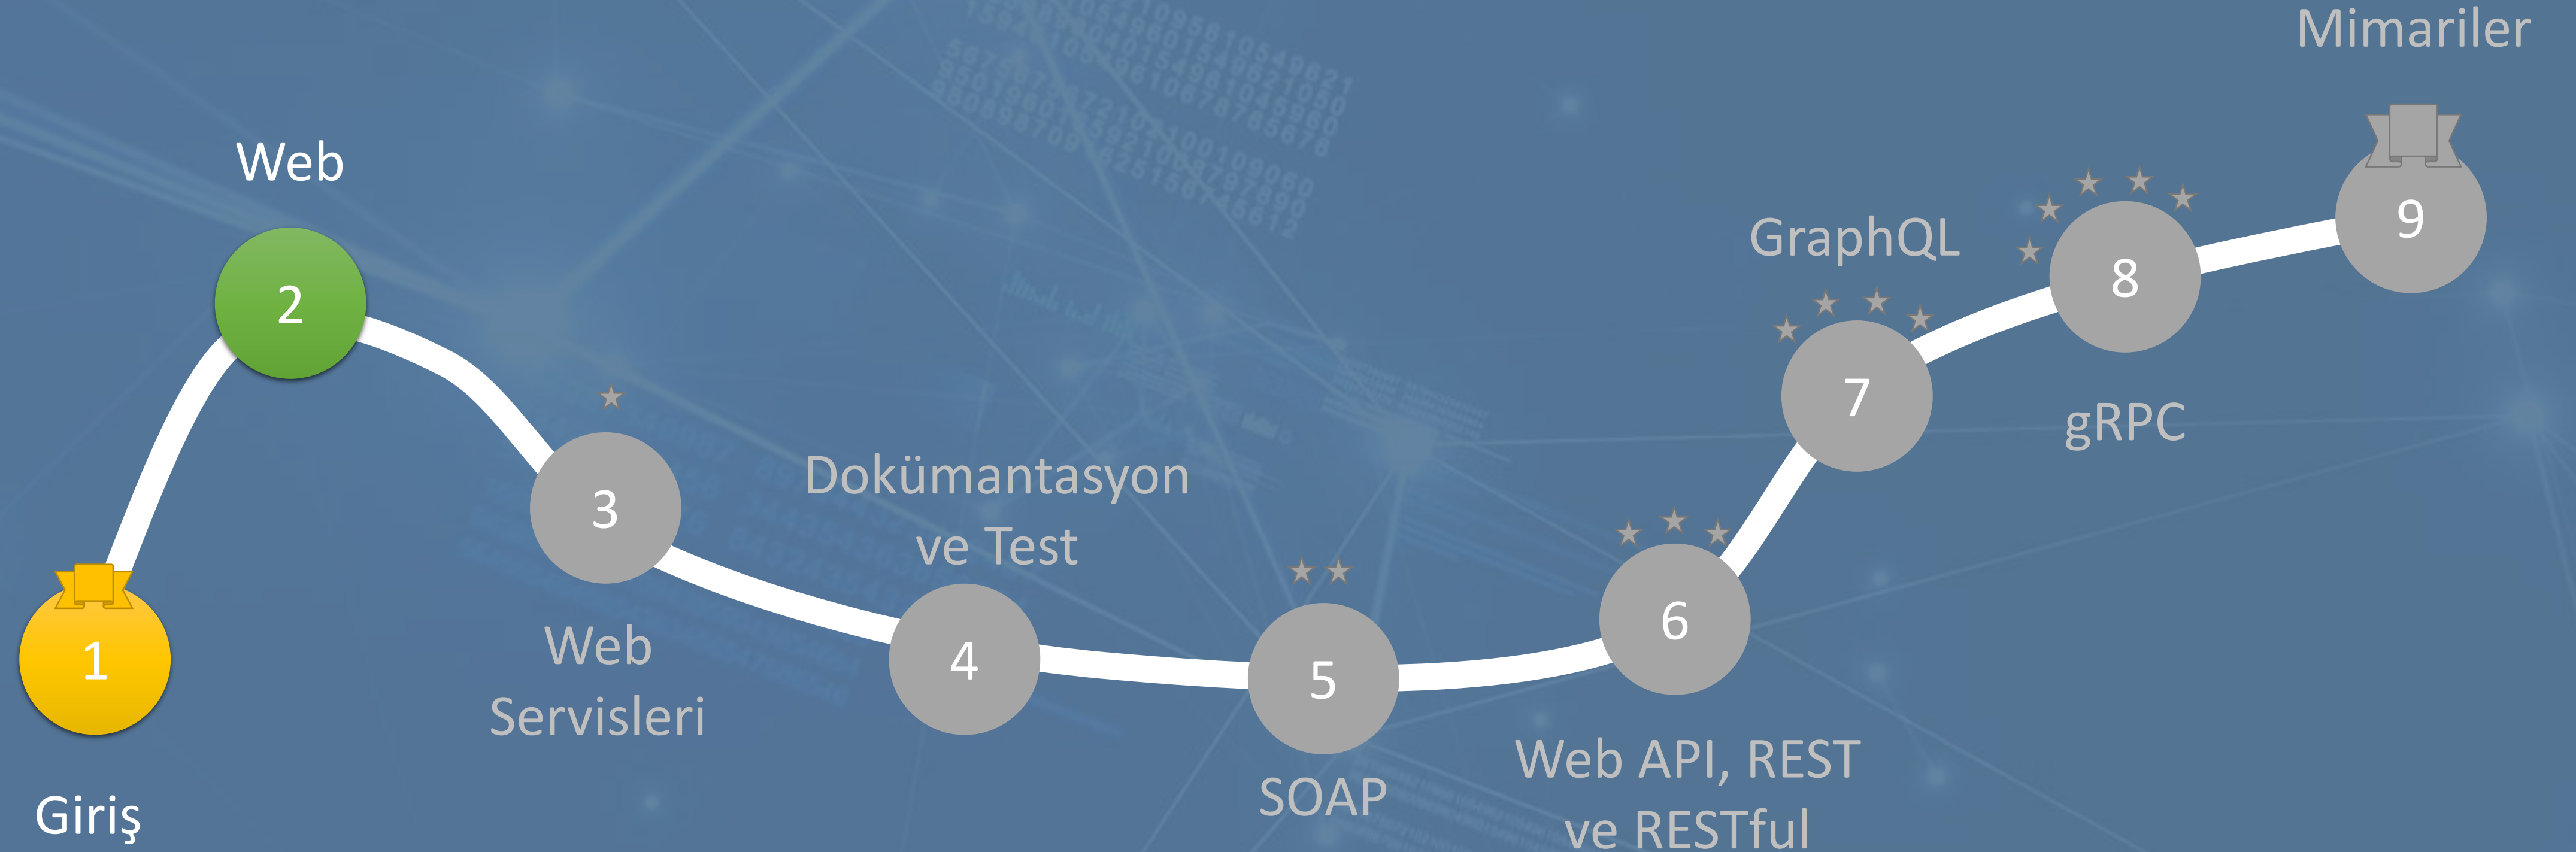 Giriş
1
Web
2
3
Web
Servisleri
Dokümantasyon
ve Test
4
5
SOAP
6
Web API, REST
ve RESTful
GraphQL
7
8
gRPC
Mimariler
9